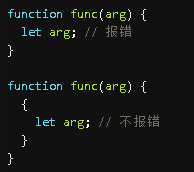 function func(arg) {
  let arg; // 报错
}
function func(arg) {
  {
    let arg; // 不报错
  }
}